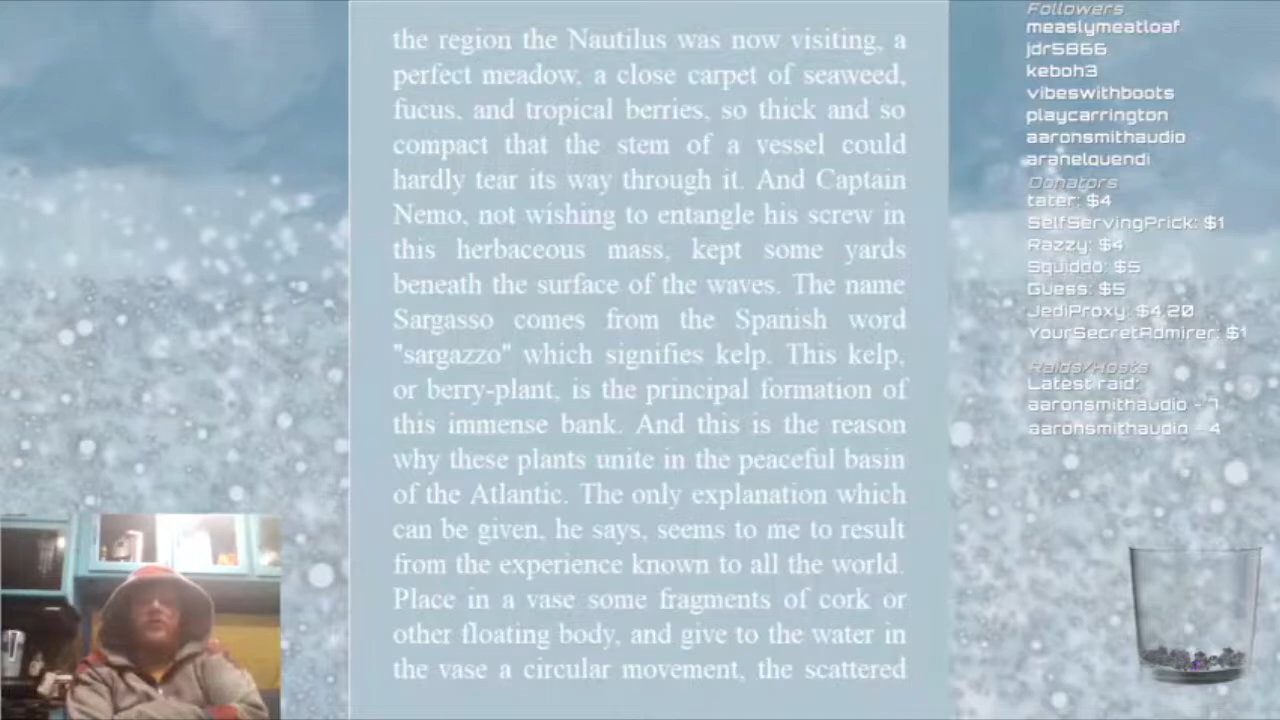 the region the Nautilus was now visiting, a
perfect meadow, a close carpet of seaweed,
fucus, and tropical berries, so thick and so
compact that the stem of a vessel could
hardly tear its way through it. And Captain
Nemo, not wishing to entangle his screw in
this herbaceous mass, kept some yards
beneath the surface of the waves. The name
Sargasso comes from the Spanish word
"sargazzo" which signifies kelp. This kelp,
or berry-plant, is the principal formation of
this immense bank. And this is the reason
why these plants unite in the peaceful basin
of the Atlantic. The only explanation which
can be given, he says, seems to me to result
from the experience known to all the world.
Place in a vase some fragments of cork or
other floating body, and give to the water in
the vase a circular movement, the scattered
Followers
measlymeatloaf
jdr5866
keboh3
vibeswithboots
playcarrington
aaronsmithaudio
aranelquendi
Donators
tater: $4
SelfServingPrick: $1
Razzy: $4
Squiddo: $5
Guess: $5
JediProxy: $4.20
YourSecretAdmirer: $1
Raids/Hosts
Latest raid:
aaronsmithaudio - 7
aaronsmithaudio - 4